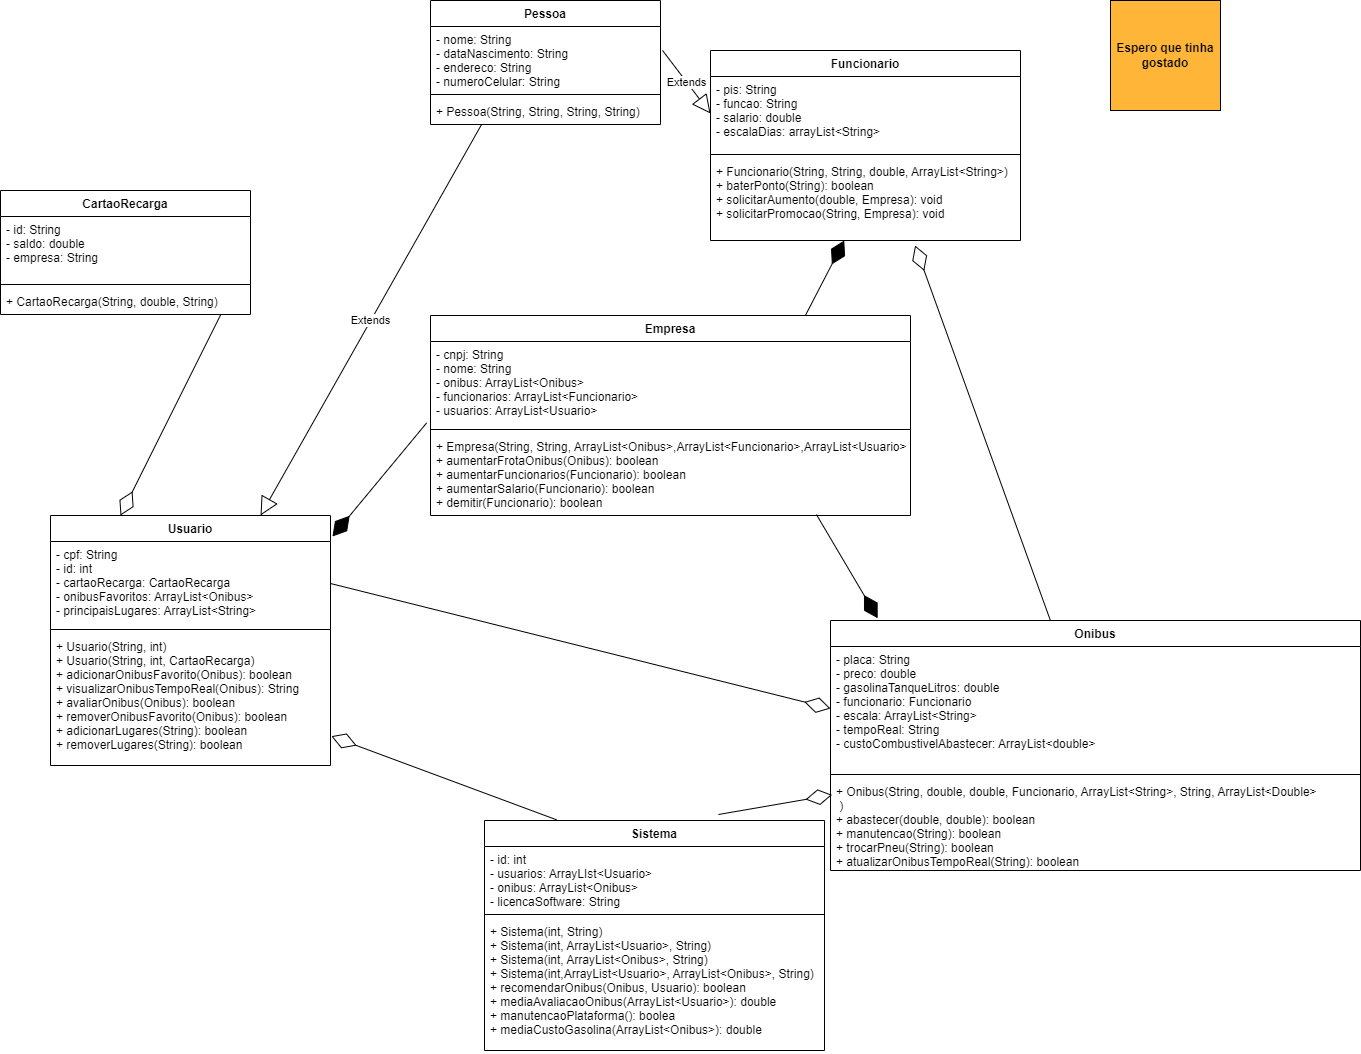 Pessoa
- nome: String
- dataNascimento: String
- endereco: String
- numeroCelular: String
+ Pessoa(String, String, String, String)
Extends
Funcionario
- pis: String
- funcao: String
- salario: double
- escalaDias: arrayList<String>
+ Funcionario(String, String, double, ArrayList<String>)
+ baterPonto(String): boolean
+ solicitarAumento(double, Empresa): void
+ solicitarPromocao(String, Empresa): void
Espero que tinha
gostado
CartaoRecarga
- id: String
- saldo: double
- empresa: String
+ CartaoRecarga(String, double, String)
Extends
Empresa
- cnpj: String
- nome: String
- onibus: ArrayList<Onibus>
- funcionarios: ArrayList<Funcionario>
- usuarios: ArrayList<Usuario>
+ Empresa(String, String, ArrayList<Onibus>,ArrayList<Funcionario>,ArrayList<Usuario>
+ aumentarFrotaOnibus(Onibus): boolean
+ aumentarFuncionarios(Funcionario): boolean
+ aumentarSalario(Funcionario): boolean
+ demitir(Funcionario): boolean
Usuario
- cpf: String
- id: int
- cartaoRecarga: CartaoRecarga
- onibusFavoritos: ArrayList<Onibus>
- principaisLugares: ArrayList<String>
+ Usuario(String, int)
+ Usuario(String, int, CartaoRecarga)
+ adicionarOnibusFavorito(Onibus): boolean
+ visualizarOnibusTempoReal(Onibus): String
+ avaliarOnibus(Onibus): boolean
+ removerOnibusFavorito(Onibus): boolean
+ adicionarLugares(String): boolean
+ removerLugares(String): boolean
Onibus
- placa: String
- preco: double
- gasolinaTanqueLitros: double
- funcionario: Funcionario
- escala: ArrayList<String>
- tempoReal: String
- custoCombustivelAbastecer: ArrayList<double>
+ Onibus(String, double, double, Funcionario, ArrayList<String>, String, ArrayList<Double>
)
+ abastecer(double, double): boolean
+ manutencao(String): boolean
+ trocarPneu(String): boolean
+ atualizarOnibusTempoReal(String): boolean
Sistema
- id: int
- usuarios: ArrayLIst<Usuario>
- onibus: ArrayList<Onibus>
- licencaSoftware: String
+ Sistema(int, String)
+ Sistema(int, ArrayList<Usuario>, String)
+ Sistema(int, ArrayList<Onibus>, String)
+ Sistema(int,ArrayList<Usuario>, ArrayList<Onibus>, String)
+ recomendarOnibus(Onibus, Usuario): boolean
+ mediaAvaliacaoOnibus(ArrayList<Usuario>): double
+ manutencaoPlataforma(): boolea
+ mediaCustoGasolina(ArrayList<Onibus>): double